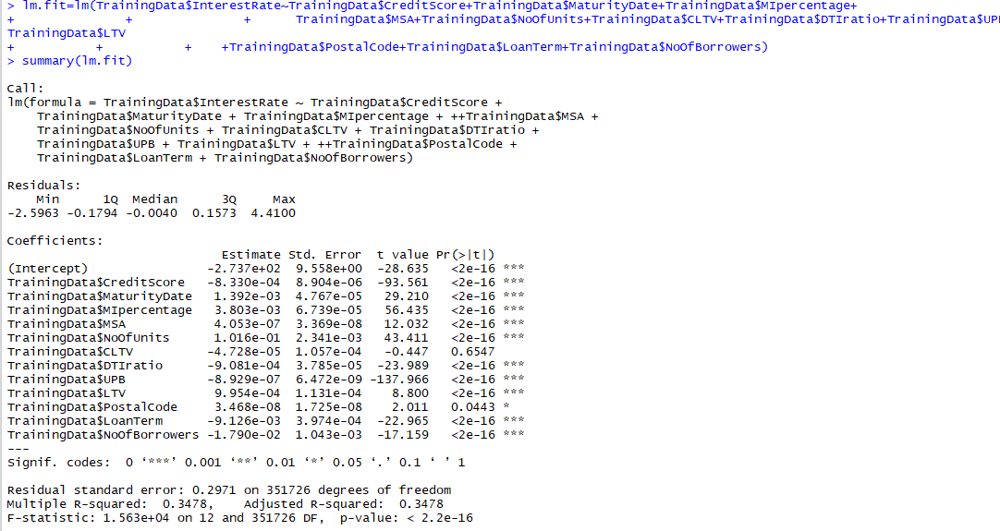 > lm.fit=lm(TrainingData$InterestRate~TrainingData$CreditScore+TrainingData$MaturityDate+TrainingData$MIpercentage+
+ + + TrainingData$MSA+TrainingData$NoOfUnits+TrainingData$CLTV+TrainingData$DTIratio+TrainingData$UPB
TrainingData$LTV
+ + + +TrainingData$PostalCode+TrainingData$LoanTerm+TrainingData$NoOfBorrowers)
> summary(lm.fit)
Call:
lm(formula = TrainingData$InterestRate ~ TrainingData$CreditScore +
TrainingData$MaturityDate + TrainingData$MIpercentage + ++TrainingData$MSA +
TrainingData$NoOfUnits + TrainingData$CLTV + TrainingData$DTIratio +
TrainingData$UPB + TrainingData$LTV + ++TrainingData$PostalCode +
TrainingData$LoanTerm + TrainingData$NoOfBorrowers)
Residuals:
Min 1Q Median 3Q Max
-2.5963 -0.1794 -0.0040 0.1573 4.4100
Coefficients:
Estimate Std. Error t value Pr(>|t|)
(Intercept) -2.737e+02 9.558e+00 -28.635 <2e-16 ***
TrainingData$CreditScore -8.330e-04 8.904e-06 -93.561 <2e-16 ***
TrainingData$MaturityDate 1.392e-03 4.767e-05 29.210 <2e-16 ***
TrainingData$MIpercentage 3.803e-03 6.739e-05 56.435 <2e-16 ***
TrainingData$MSA 4.053e-07 3.369e-08 12.032 <2e-16 ***
TrainingData$NoOfUnits 1.016e-01 2.341e-03 43.411 <2e-16 ***
TrainingData$CLTV -4.728e-05 1.057e-04 -0.447 0.6547
TrainingData$DTIratio -9.081e-04 3.785e-05 -23.989 <2e-16 ***
TrainingData$UPB -8.929e-07 6.472e-09 -137.966 <2e-16 ***
TrainingData$LTV 9.954e-04 1.131e-04 8.800 <2e-16 ***
TrainingData$PostalCode 3.468e-08 1.725e-08 2.011 0.0443 *
TrainingData$LoanTerm -9.126e-03 3.974e-04 -22.965 <2e-16 ***
TrainingData$NoOfBorrowers -1.790e-02 1.043e-03 -17.159 <2e-16 ***
---
Signif. codes: 0 ‘***’ 0.001 ‘**’ 0.01 ‘*’ 0.05 ‘.’ 0.1 ‘ ’ 1
Residual standard error: 0.2971 on 351726 degrees of freedom
Multiple R-squared: 0.3478, Adjusted R-squared: 0.3478
F-statistic: 1.563e+04 on 12 and 351726 DF, p-value: < 2.2e-16